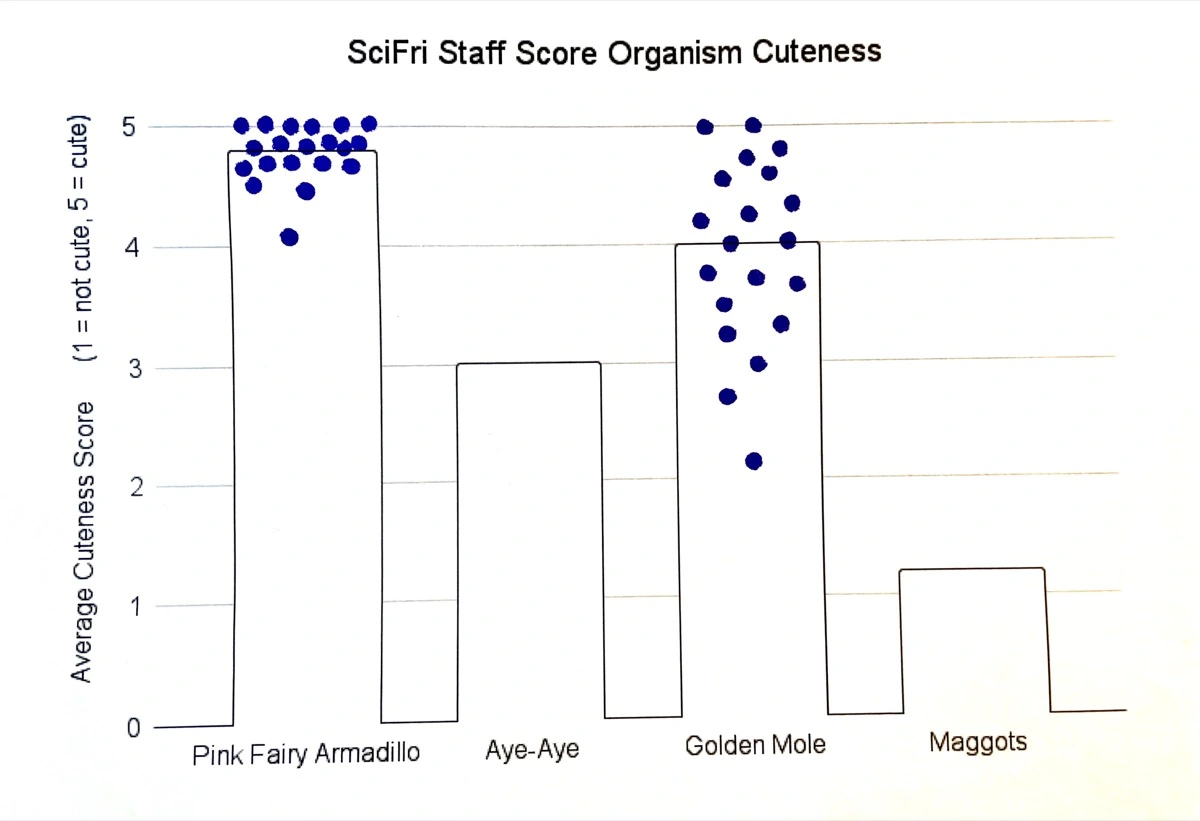 SciFri Staff Score Organism Cuteness
Average Cuteness Score (1 = not cute, 5 = cute)
5
4
3
2
1
0
Pink Fairy Armadillo
Aye-Aye
Golden Mole
Maggots